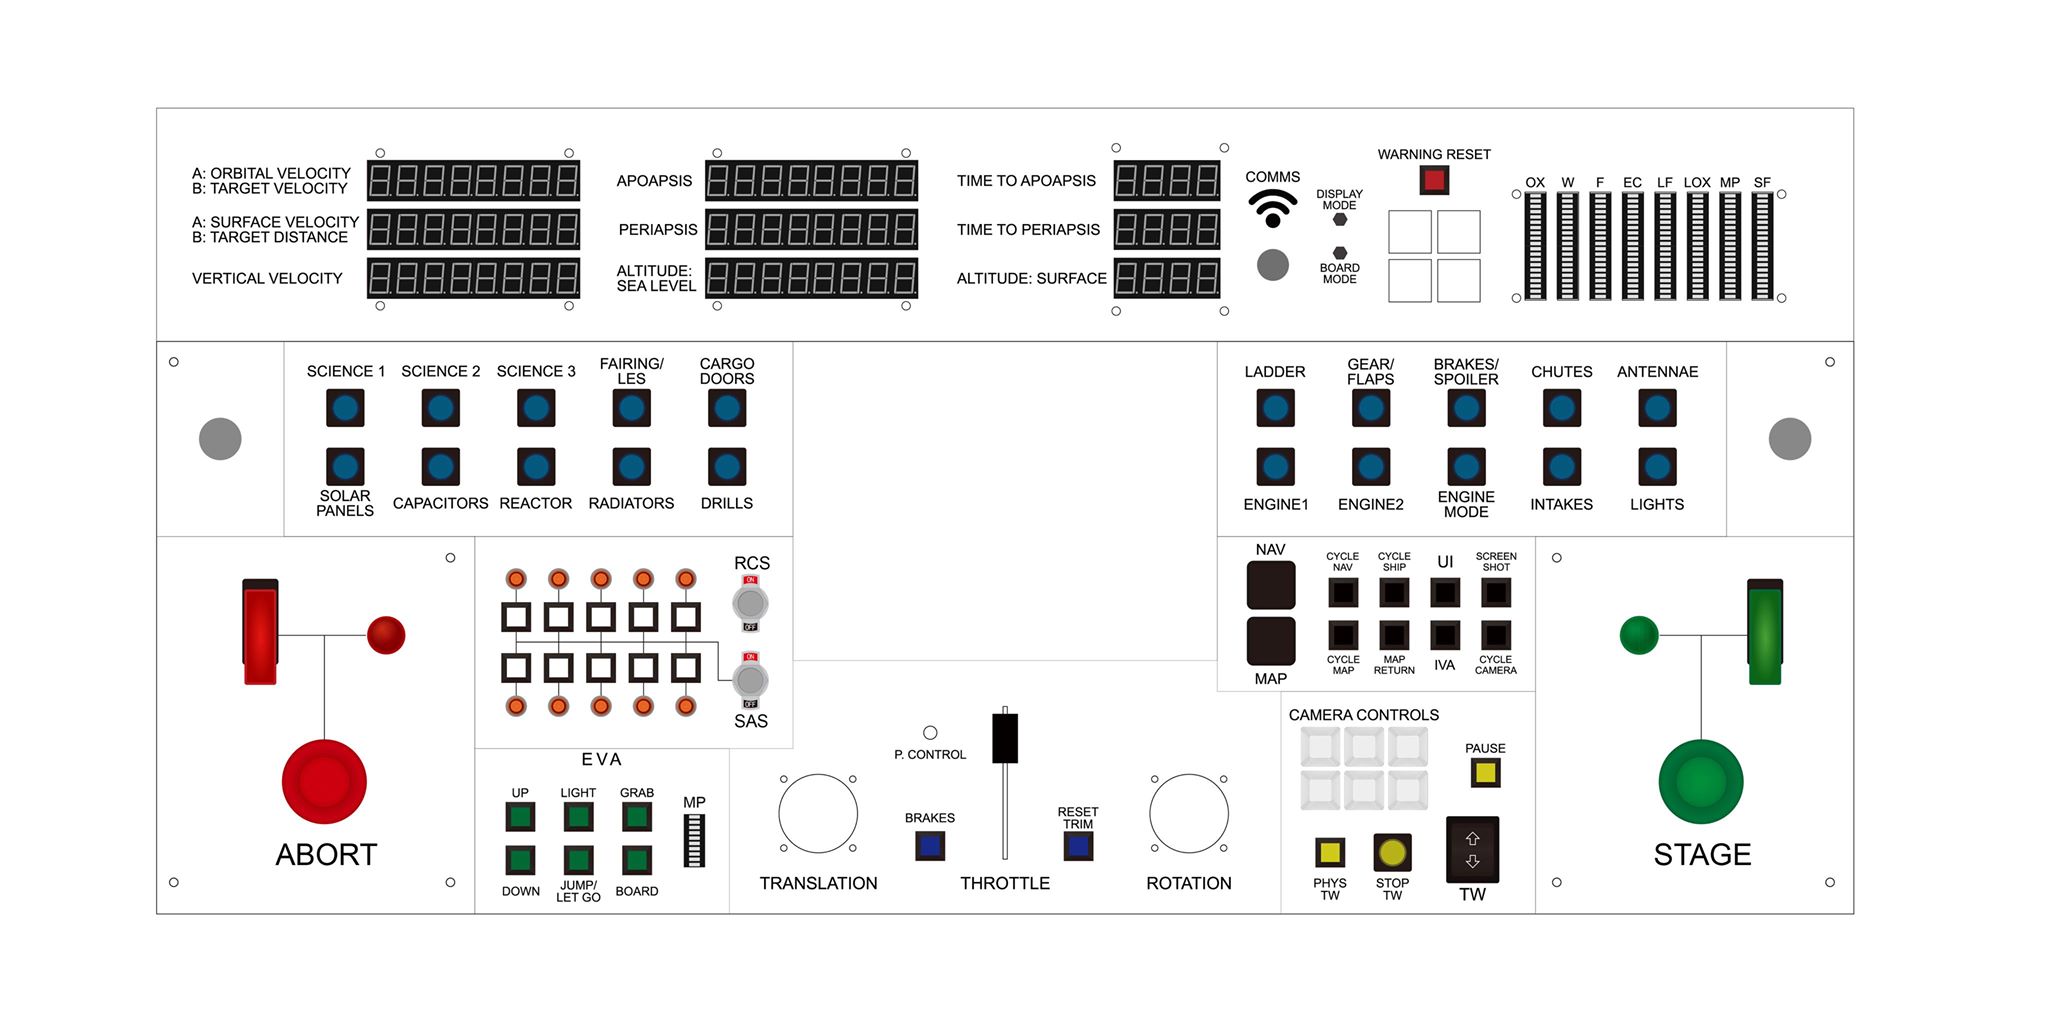 A: ORBITAL VELOCITY
B: TARGET VELOCITY
A: SURFACE VELOCITY
B: TARGET DISTANCE
VERTICAL VELOCITY
APOAPSIS
PERIAPSIS
ALTITUDE:
SEA LEVEL
TIME TO APOAPSIS
TIME TO PERIAPSIS
ALTITUDE: SURFACE
COMMS
DISPLAY
MODE
BOARD
MODE
WARNING RESET
OX W F EC LF LOX MP SF
SCIENCE 1
SCIENCE 2
SCIENCE 3
FAIRING/
LES
CARGO
DOORS
SOLAR
PANELS
CAPACITORS
REACTOR
RADIATORS
DRILLS
LADDER
GEAR/
FLAPS
BRAKES/
SPOILER
CHUTES
ANTENNAE
ENGINE1
ENGINE2
ENGINE
MODE
INTAKES
LIGHTS
ABORT
RCS
ON
OFF
ON
OFF
SAS
EVA
UP
LIGHT
GRAB
DOWN
JUMP/
LET GO
BOARD
MP
P. CONTROL
BRAKES
RESET
TRIM
TRANSLATION
THROTTLE
ROTATION
NAV
MAP
CYCLE
NAV
CYCLE
SHIP
UI
SCREEN
SHOT
CYCLE
MAP
MAP
RETURN
IVA
CYCLE
CAMERA
CAMERA CONTROLS
PAUSE
PHYS
TW
STOP
TW
TW
STAGE